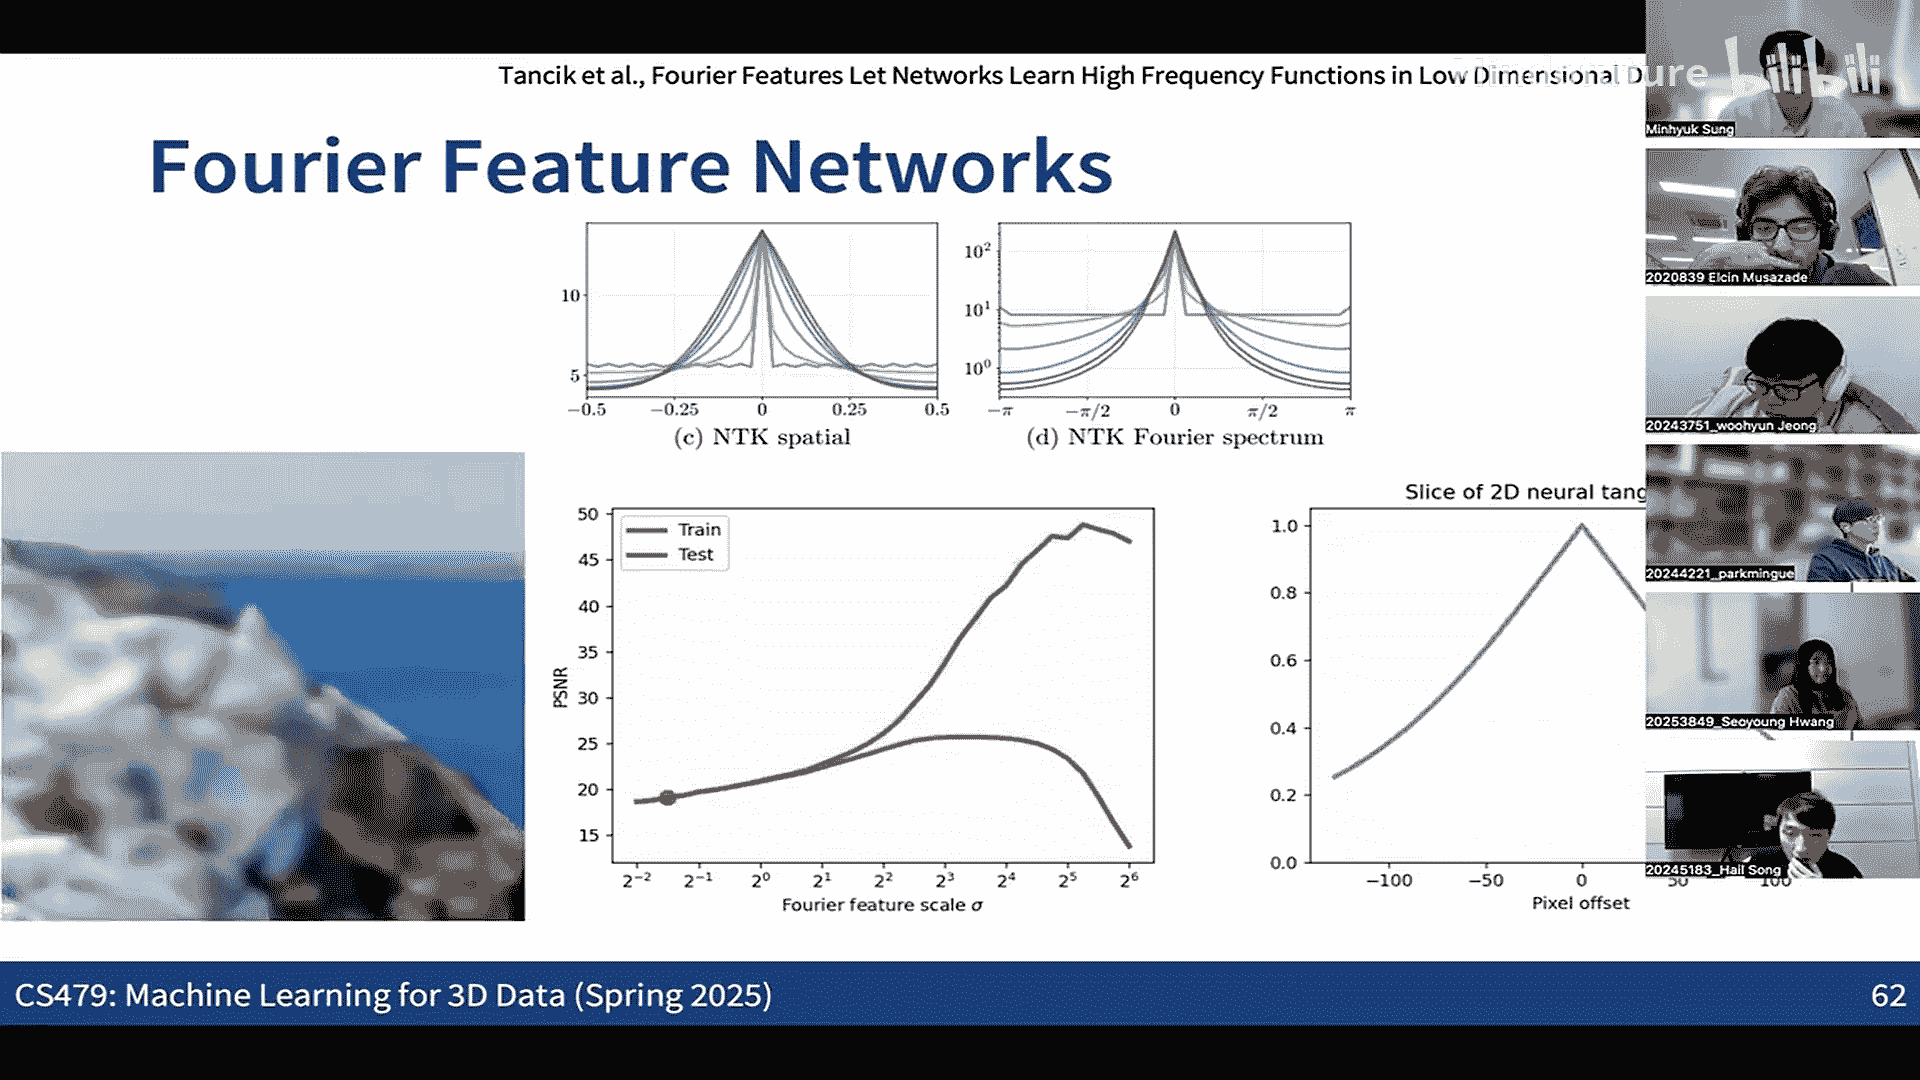 Tancik et al., Fourier Features Let Networks Learn High Frequency Functions in Low Dimensional D
bilibili
Minhyuk Sung
Fourier Feature Networks
2020839 Elcin Musazade
10
5
−0.5 −0.25 0 0.25 0.5
(c) NTK spatial
10²
10¹
10⁰
−π −π/2 0 π/2 π
(d) NTK Fourier spectrum
20243751_woohyun Jeong
20244221_parkmingue
20253849_Seoyoung Hwang
20245183_Hail Song
50
45
40
35
30
25
20
15
PSNR
Train
Test
2⁻² 2⁻¹ 2⁰ 2¹ 2² 2³ 2⁴ 2⁵ 2⁶
Fourier feature scale σ
Slice of 2D neural tang
1.0
0.8
0.6
0.4
0.2
0.0
−100 −50 0 50 100
Pixel offset
CS479: Machine Learning for 3D Data (Spring 2025)
62